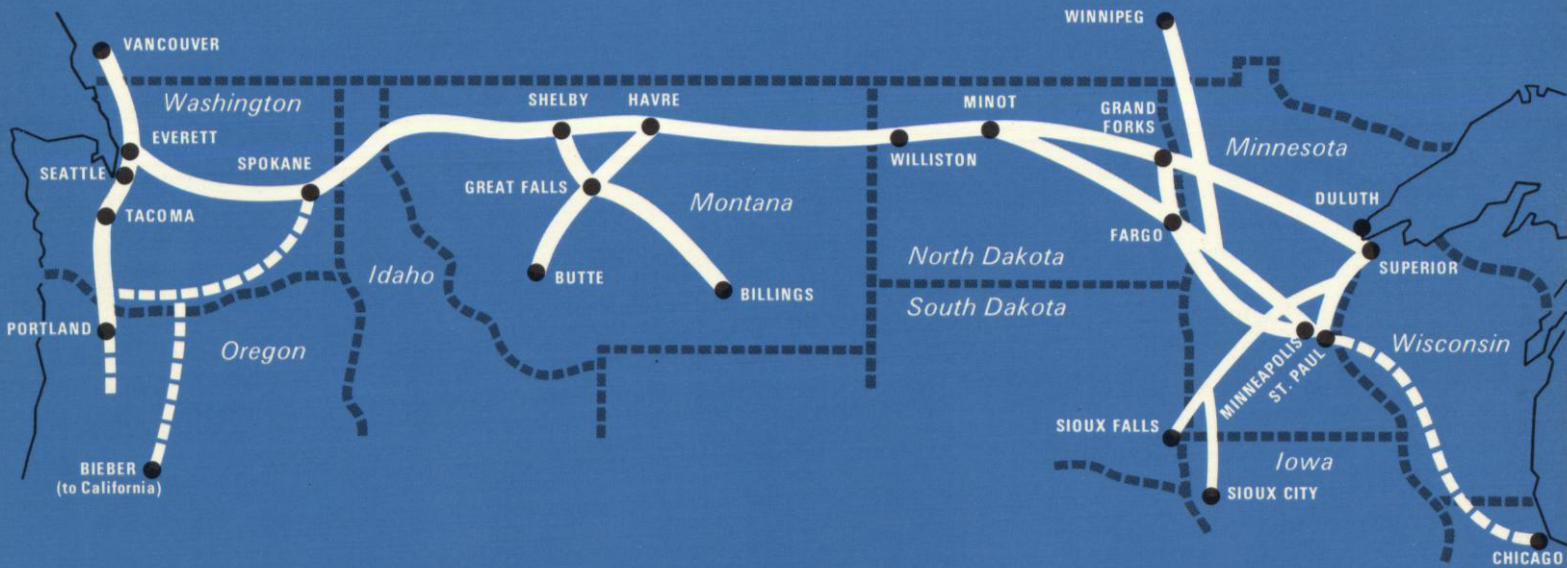 VANCOUVER
Washington
EVERETT
SEATTLE
SPOKANE
TACOMA
PORTLAND
Oregon
BIEBER
(to California)
Idaho
SHELBY
HAVRE
GREAT FALLS
Montana
BUTTE
BILLINGS
WINNIPEG
MINOT
WILLISTON
GRAND
FORKS
Minnesota
FARGO
DULUTH
SUPERIOR
North Dakota
South Dakota
MINNEAPOLIS
ST. PAUL
Wisconsin
SIOUX FALLS
Iowa
SIOUX CITY
CHICAGO